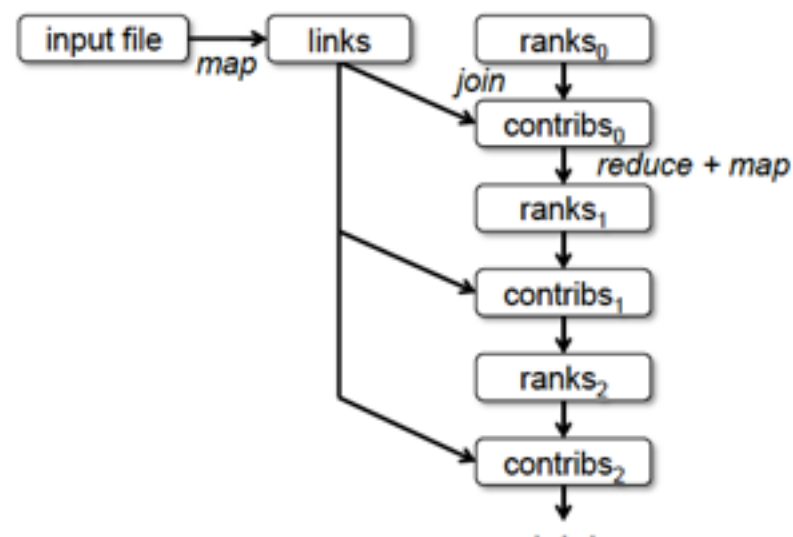 input file
map
links
ranks₀
join
contribs₀
reduce + map
ranks₁
contribs₁
ranks₂
contribs₂